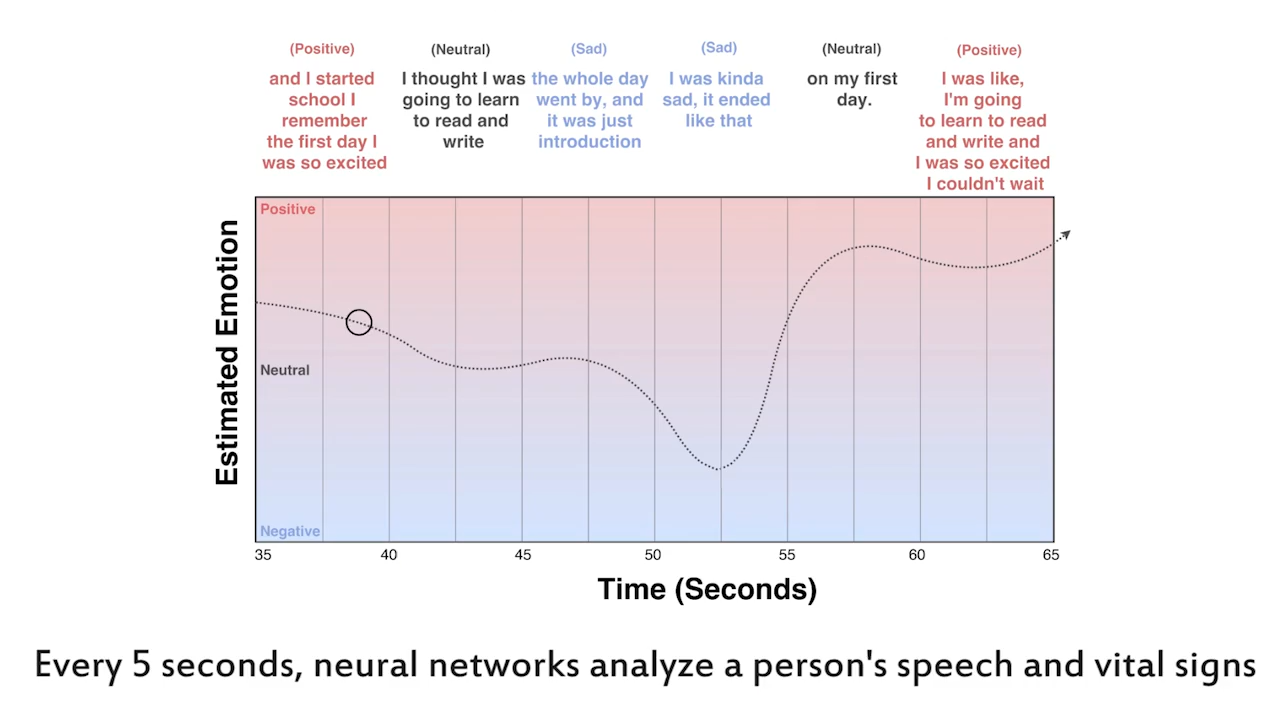 (Positive)
and I started
school I
remember
the first day I
was so excited
(Neutral)
I thought I was
going to learn
to read and
write
(Sad)
the whole day
went by, and
it was just
introduction
(Sad)
I was kinda
sad, it ended
like that
(Neutral)
on my first
day.
(Positive)
I was like,
I'm going
to learn to read
and write and
I was so excited
I couldn't wait
Estimated Emotion
Positive
Neutral
Negative
35 40 45 50 55 60 65
Time (Seconds)
Every 5 seconds, neural networks analyze a person's speech and vital signs